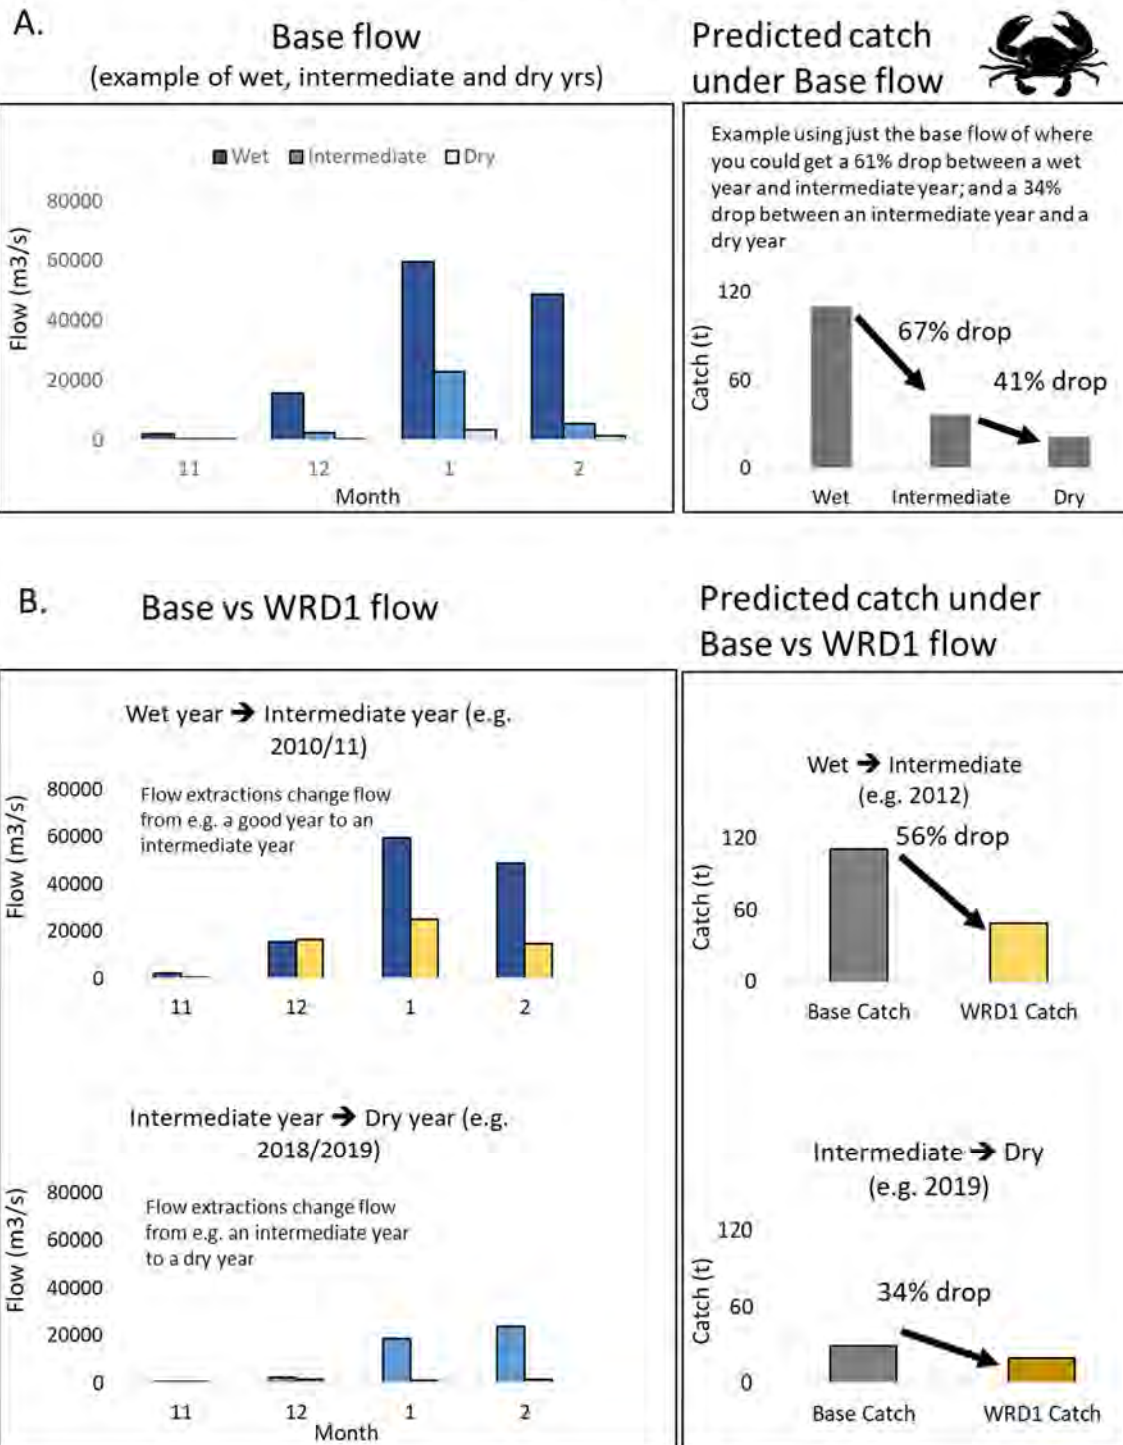 A.
Base flow
(example of wet, intermediate and dry yrs)
Predicted catch
under Base flow
Wet Intermediate Dry
80000
60000
40000
20000
0
Flow (m3/s)
11 12 1 2
Month
Example using just the base flow of where
you could get a 61% drop between a wet
year and intermediate year; and a 34%
drop between an intermediate year and a
dry year
120
60
0
Catch (t)
67% drop
41% drop
Wet Intermediate Dry
B.
Base vs WRD1 flow
Predicted catch under
Base vs WRD1 flow
Wet year → Intermediate year (e.g.
2010/11)
Flow extractions change flow
from e.g. a good year to an
intermediate year
80000
60000
40000
20000
0
Flow (m3/s)
11 12 1 2
Wet → Intermediate
(e.g. 2012)
56% drop
120
60
0
Catch (t)
Base Catch WRD1 Catch
Intermediate year → Dry year (e.g.
2018/2019)
Flow extractions change flow
from e.g. an intermediate year
to a dry year
80000
60000
40000
20000
0
Flow (m3/s)
11 12 1 2
Month
Intermediate → Dry
(e.g. 2019)
34% drop
120
60
0
Catch (t)
Base Catch WRD1 Catch